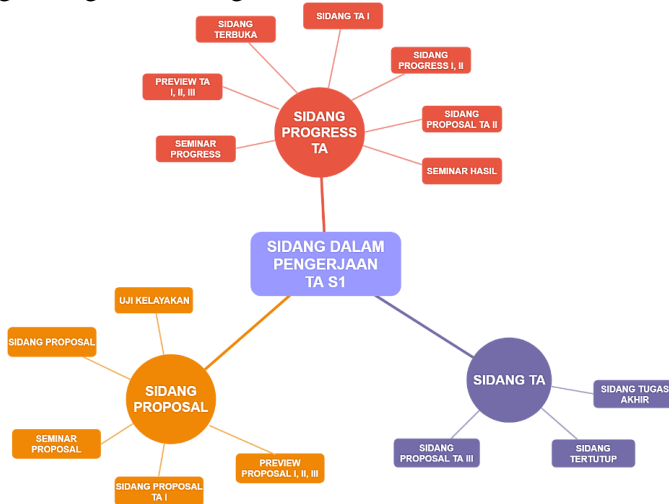 SIDANG
TERBUKA
SIDANG TA I
SIDANG
PROGRESS I, II
PREVIEW TA
I, II, III
SIDANG
PROGRESS
TA
SIDANG
PROPOSAL TA II
SEMINAR
PROGRESS
SEMINAR HASIL
SIDANG DALAM
PENGERJAAN
TA S1
UJI KELAYAKAN
SIDANG PROPOSAL
SIDANG
PROPOSAL
SEMINAR
PROPOSAL
SIDANG PROPOSAL
TA I
PREVIEW
PROPOSAL I, II, III
SIDANG TA
SIDANG TUGAS
AKHIR
SIDANG
PROPOSAL TA III
SIDANG
TERTUTUP